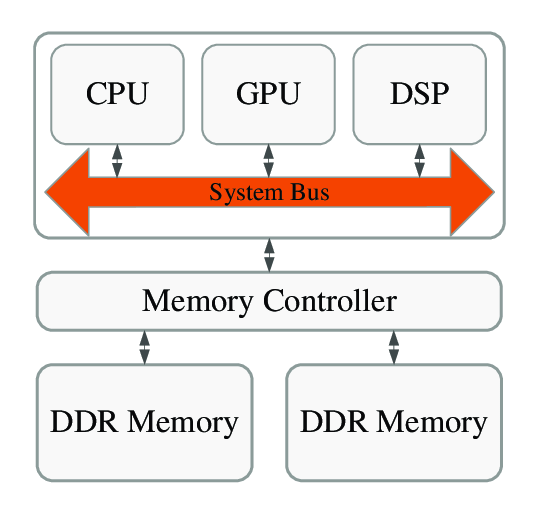 CPU
GPU
DSP
System Bus
Memory Controller
DDR Memory
DDR Memory